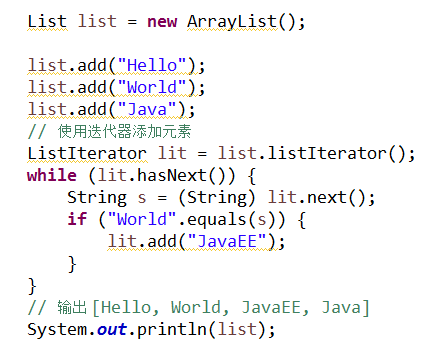 List list = new ArrayList();
list.add("Hello");
list.add("World");
list.add("Java");
// 使用迭代器添加元素
ListIterator lit = list.listIterator();
while (lit.hasNext()) {
String s = (String) lit.next();
if ("World".equals(s)) {
lit.add("JavaEE");
}
}
// 输出[Hello, World, JavaEE, Java]
System.out.println(list);